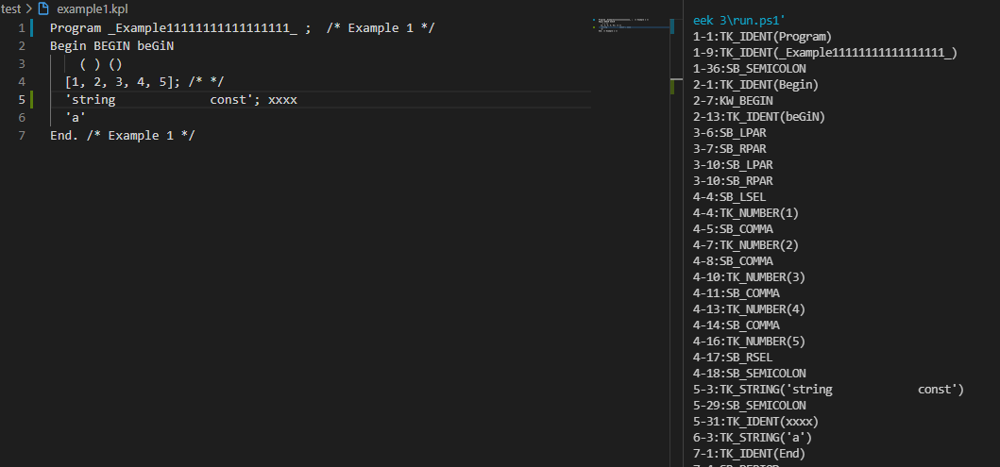 test > example1.kpl
1 Program _Example11111111111111111_ ; /* Example 1 */
2 Begin BEGIN beGiN
3 ( ) ()
4 [1, 2, 3, 4, 5]; /* */
5 'string             const'; xxxx
6 'a'
7 End. /* Example 1 */
eek 3\run.ps1'
1-1:TK_IDENT(Program)
1-9:TK_IDENT(_Example11111111111111111_)
1-36:SB_SEMICOLON
2-1:TK_IDENT(Begin)
2-7:KW_BEGIN
2-13:TK_IDENT(beGiN)
3-6:SB_LPAR
3-7:SB_RPAR
3-10:SB_LPAR
3-10:SB_RPAR
4-4:SB_LSEL
4-4:TK_NUMBER(1)
4-5:SB_COMMA
4-7:TK_NUMBER(2)
4-8:SB_COMMA
4-10:TK_NUMBER(3)
4-11:SB_COMMA
4-13:TK_NUMBER(4)
4-14:SB_COMMA
4-16:TK_NUMBER(5)
4-17:SB_RSEL
4-18:SB_SEMICOLON
5-3:TK_STRING('string             const')
5-29:SB_SEMICOLON
5-31:TK_IDENT(xxxx)
6-3:TK_STRING('a')
7-1:TK_IDENT(End)